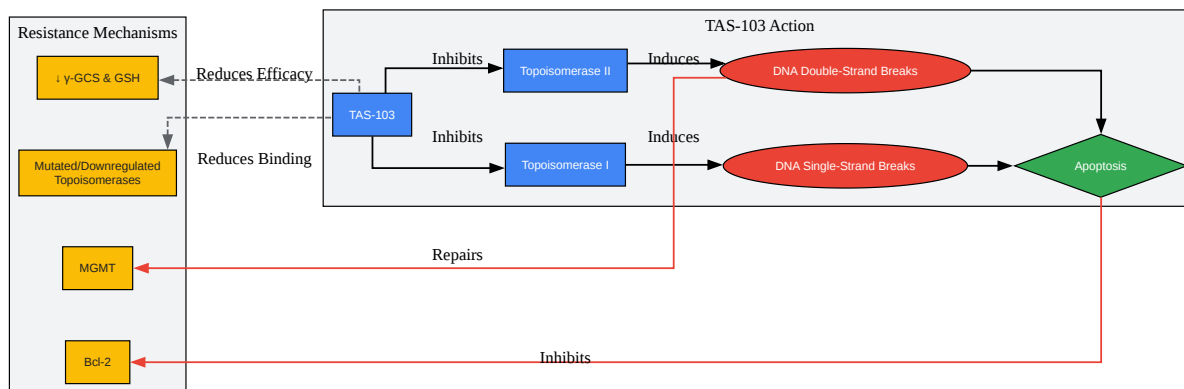 Resistance Mechanisms
↓ γ-GCS & GSH
Mutated/Downregulated
Topoisomerases
MGMT
Bcl-2
Reduces Efficacy
Reduces Binding
TAS-103 Action
TAS-103
Inhibits
Topoisomerase II
Induces
DNA Double-Strand Breaks
Inhibits
Topoisomerase I
Induces
DNA Single-Strand Breaks
Apoptosis
Repairs
Inhibits